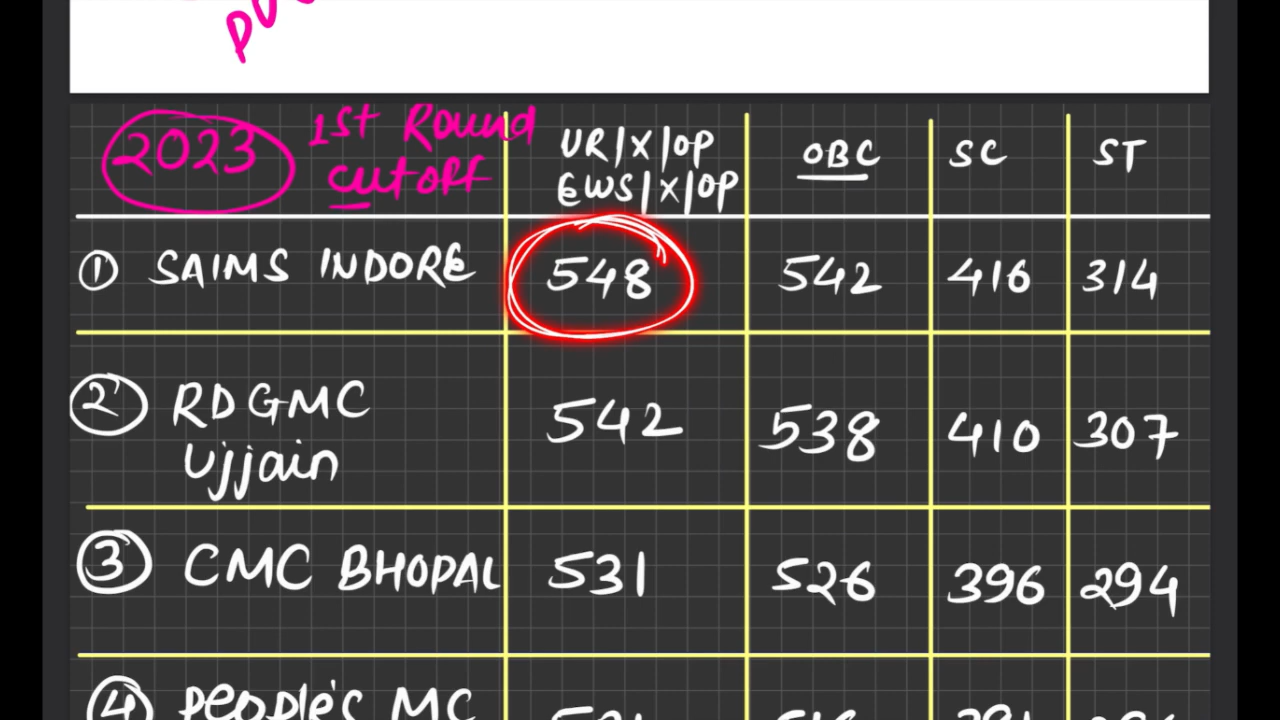 2023 1st Round cutoff
UR/X/OP
EWS/X/OP
OBC SC ST
① SAIMS INDORE 548 542 416 314
② RDGMC Ujjain 542 538 410 307
③ CMC BHOPAL 531 526 396 294
④ People's MC